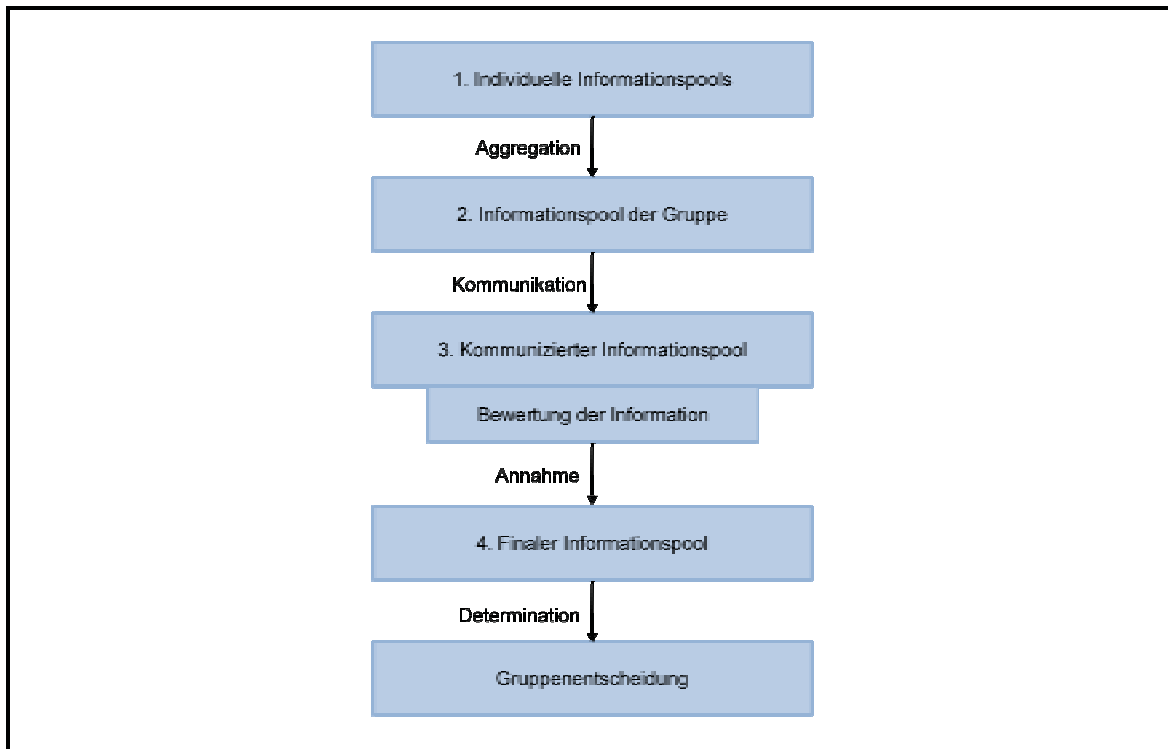 1. Individuelle Informationspools
Aggregation
2. Informationspool der Gruppe
Kommunikation
3. Kommunizierter Informationspool
Bewertung der Information
Annahme
4. Finaler Informationspool
Determination
Gruppenentscheidung